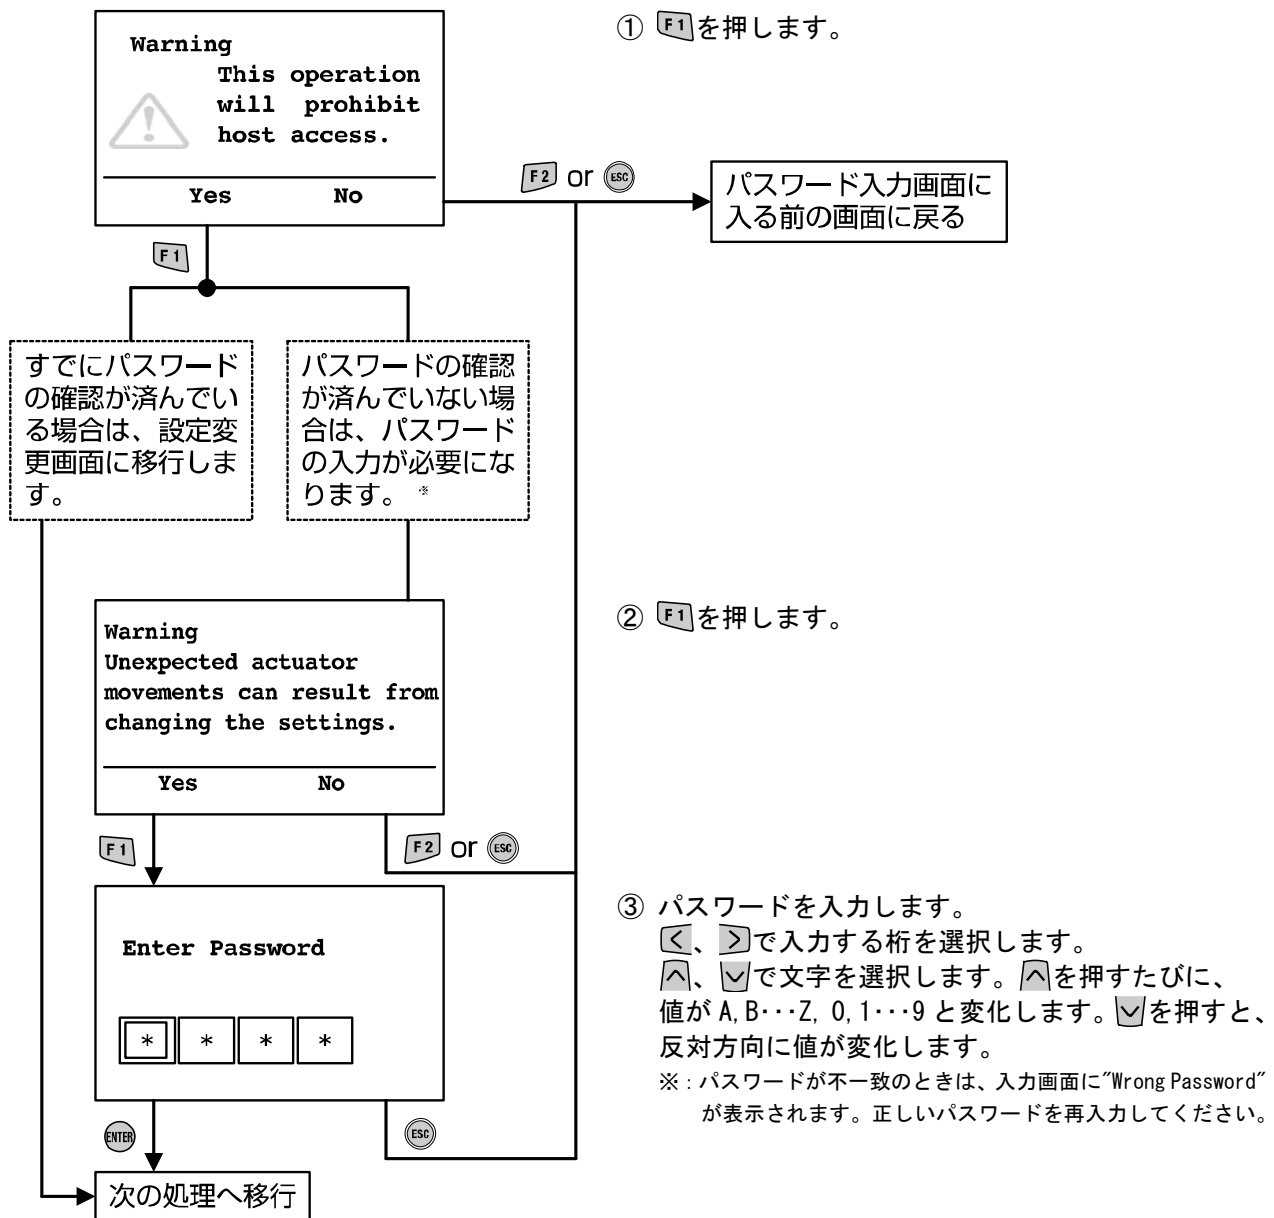 Warning
This operation
will prohibit
host access.
Yes No
① F1を押します。
F2 or ESC
パスワード入力画面に
入る前の画面に戻る
F1
すでにパスワード
の確認が済んでい
る場合は、設定変
更画面に移行しま
す。
パスワードの確認
が済んでいない場
合は、パスワード
の入力が必要にな
ります。 ※
Warning
Unexpected actuator
movements can result from
changing the settings.
Yes No
② F1を押します。
F1
F2 or ESC
Enter Password
* * * *
③ パスワードを入力します。
<、>で入力する桁を選択します。
∧、∨で文字を選択します。∧を押すたびに、
値が A,B･･･Z, 0,1･･･9 と変化します。∨を押すと、
反対方向に値が変化します。
※：パスワードが不一致のときは、入力画面に"Wrong Password"
が表示されます。正しいパスワードを再入力してください。
ENTER
ESC
次の処理へ移行